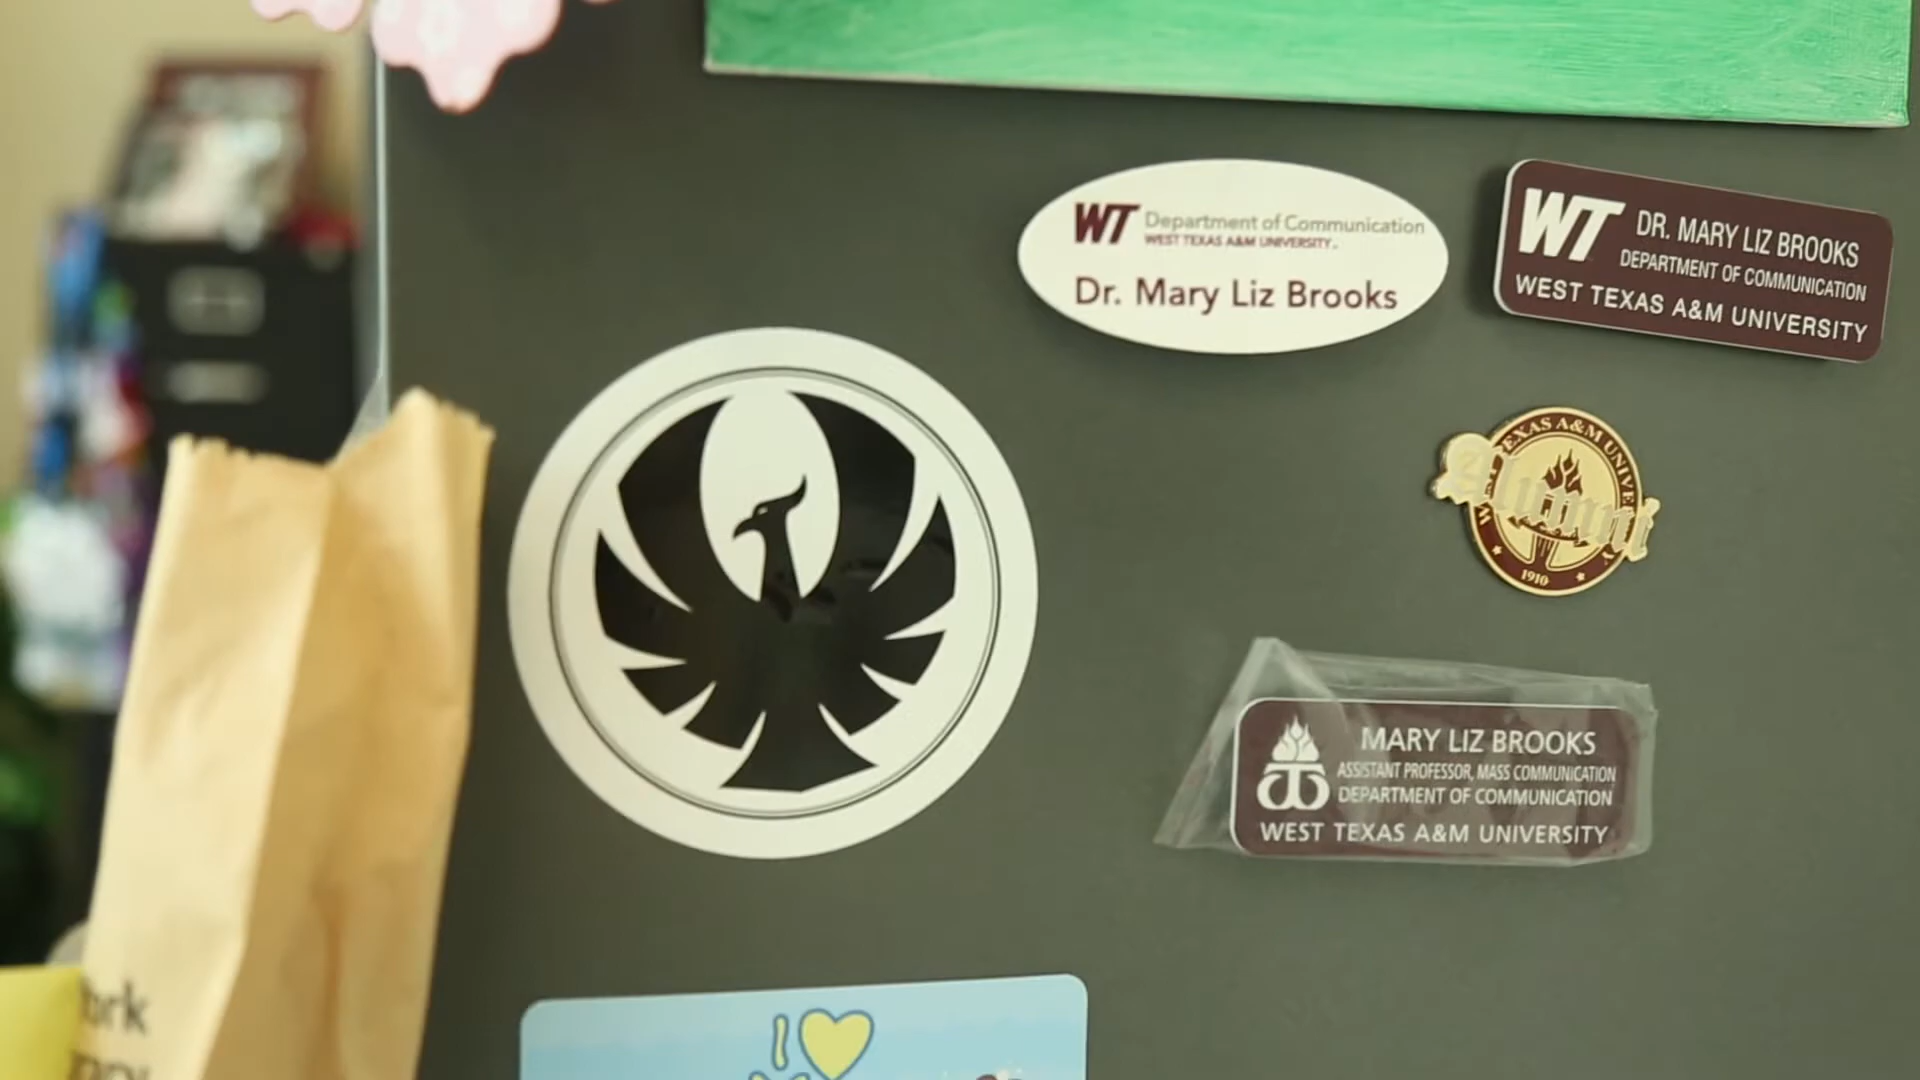 WT Department of Communication
WEST TEXAS A&M UNIVERSITY.
Dr. Mary Liz Brooks
WT DR. MARY LIZ BROOKS
DEPARTMENT OF COMMUNICATION
WEST TEXAS A&M UNIVERSITY
TEXAS A&M
Alumni
1910
MARY LIZ BROOKS
ASSISTANT PROFESSOR, MASS COMMUNICATION
DEPARTMENT OF COMMUNICATION
WEST TEXAS A&M UNIVERSITY
I